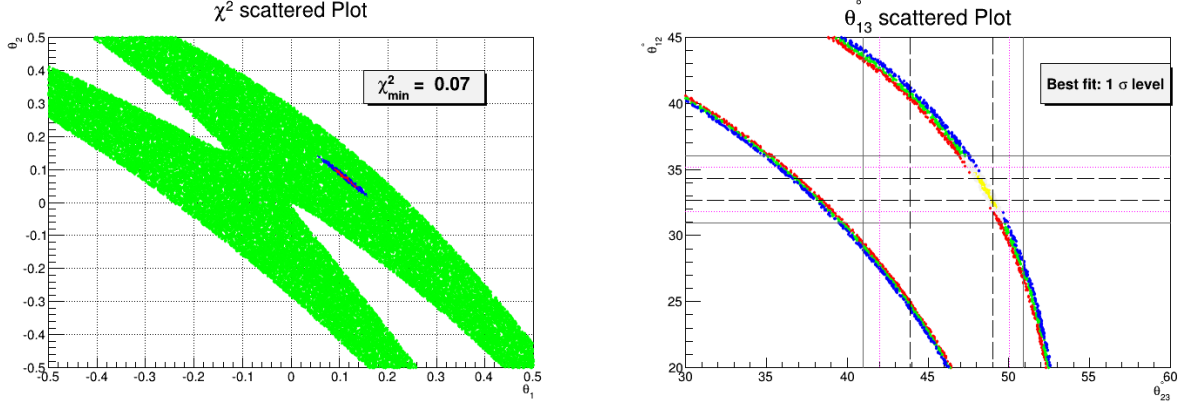 χ² scattered Plot
θ₂
0.5
0.4
0.3
0.2
0.1
0
-0.1
-0.2
-0.3
-0.4
-0.5
χ²min = 0.07
-0.5 -0.4 -0.3 -0.2 -0.1 0 0.1 0.2 0.3 0.4 0.5
θ₁
θ°₁₃ scattered Plot
θ°₁₂
45
40
35
30
25
20
Best fit: 1 σ level
30 35 40 45 50 55 60
θ°₂₃